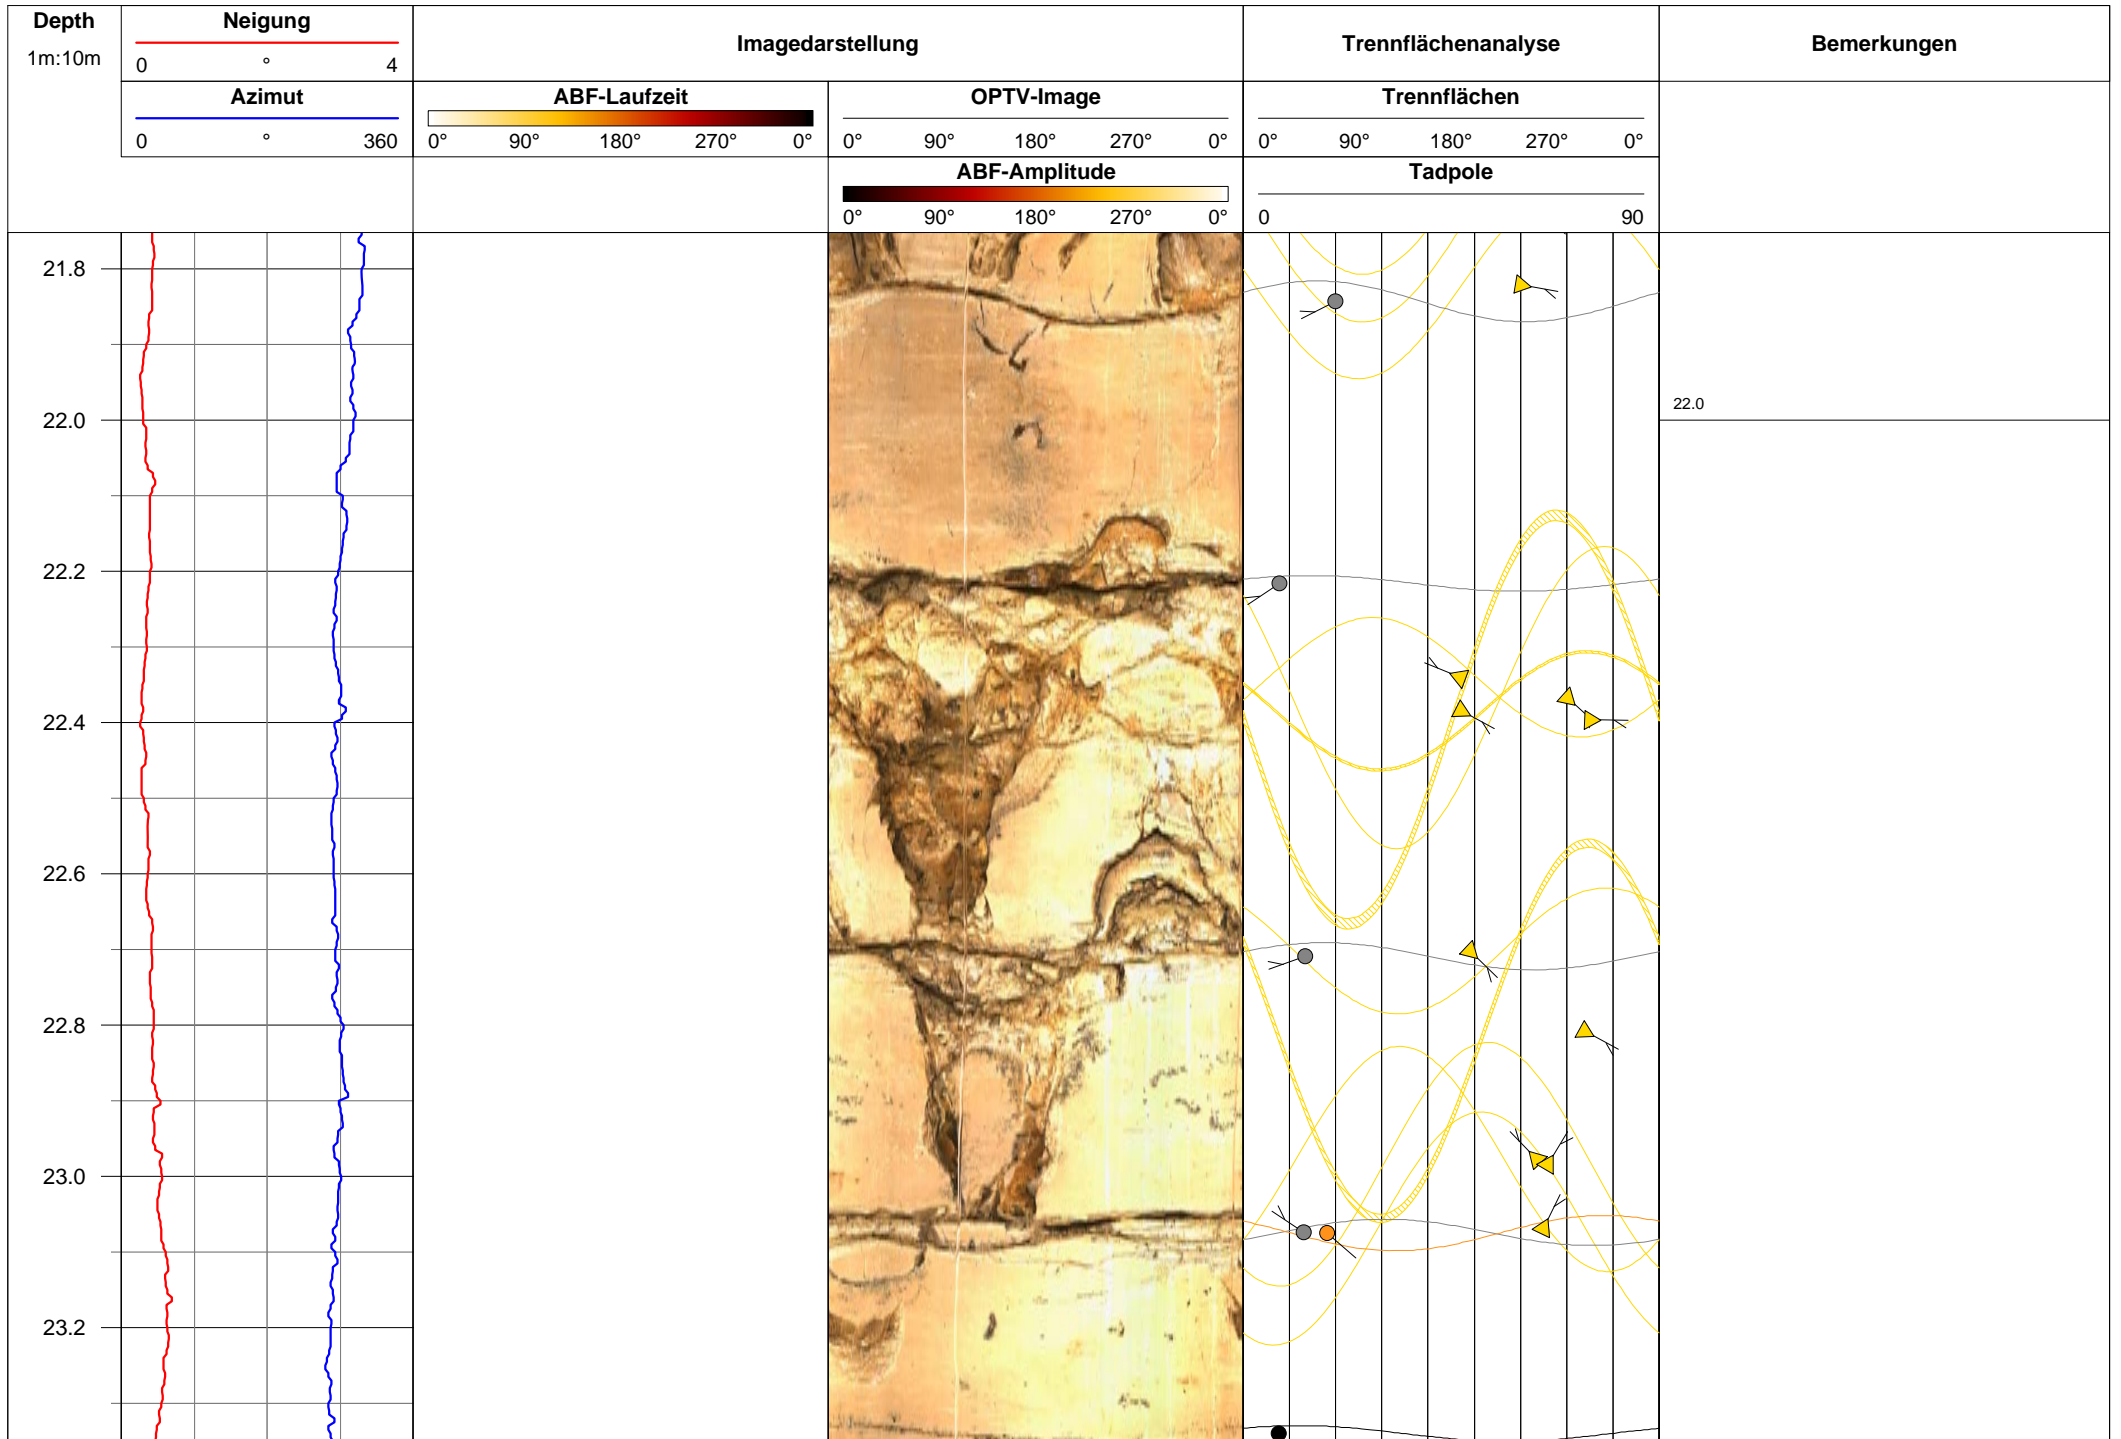 Depth
1m:10m
Neigung
0 ° 4
Azimut
0 ° 360
Imagedarstellung
ABF-Laufzeit
0° 90° 180° 270° 0°
OPTV-Image
0° 90° 180° 270° 0°
ABF-Amplitude
0° 90° 180° 270° 0°
Trennflächenanalyse
Trennflächen
0° 90° 180° 270° 0°
Tadpole
0 90
Bemerkungen
21.8
22.0
22.0
22.2
22.4
22.6
22.8
23.0
23.2